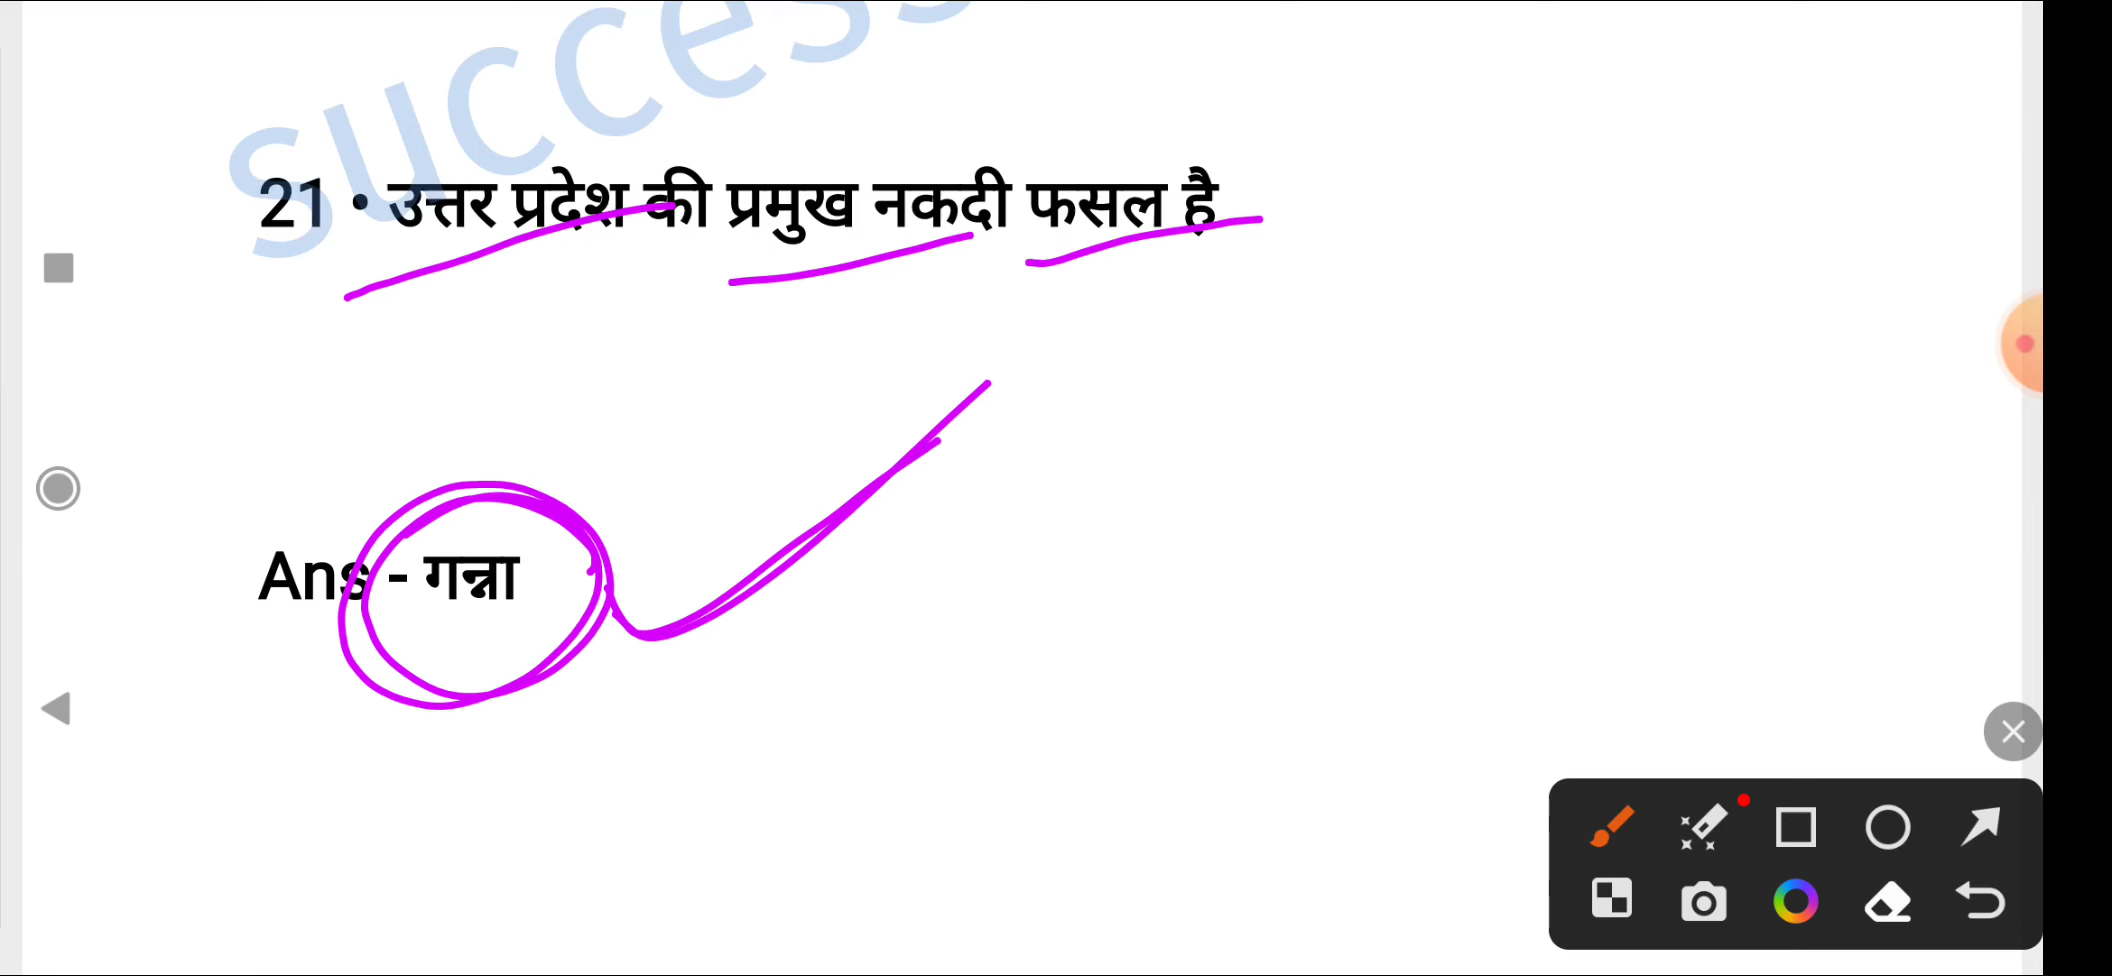 success
21 • उत्तर प्रदेश की प्रमुख नकदी फसल है
Ans - गन्ना